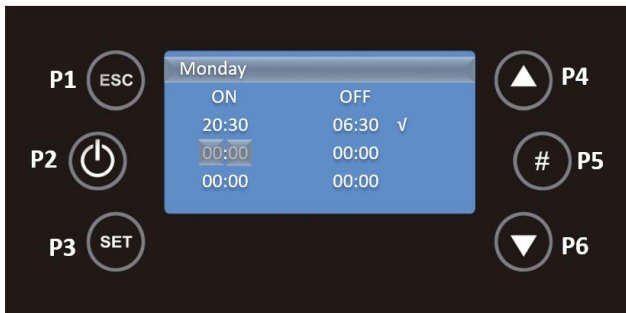 P1 ESC
P2
P3 SET
Monday
ON OFF
20:30 06:30 √
00:00 00:00
00:00 00:00
P4
# P5
P6